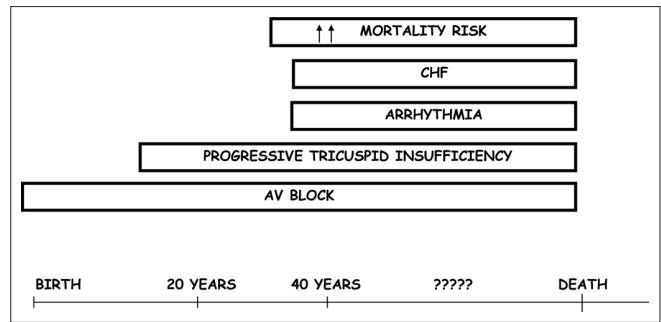 ↑↑ MORTALITY RISK
CHF
ARRHYTHMIA
PROGRESSIVE TRICUSPID INSUFFICIENCY
AV BLOCK
BIRTH 20 YEARS 40 YEARS ????? DEATH